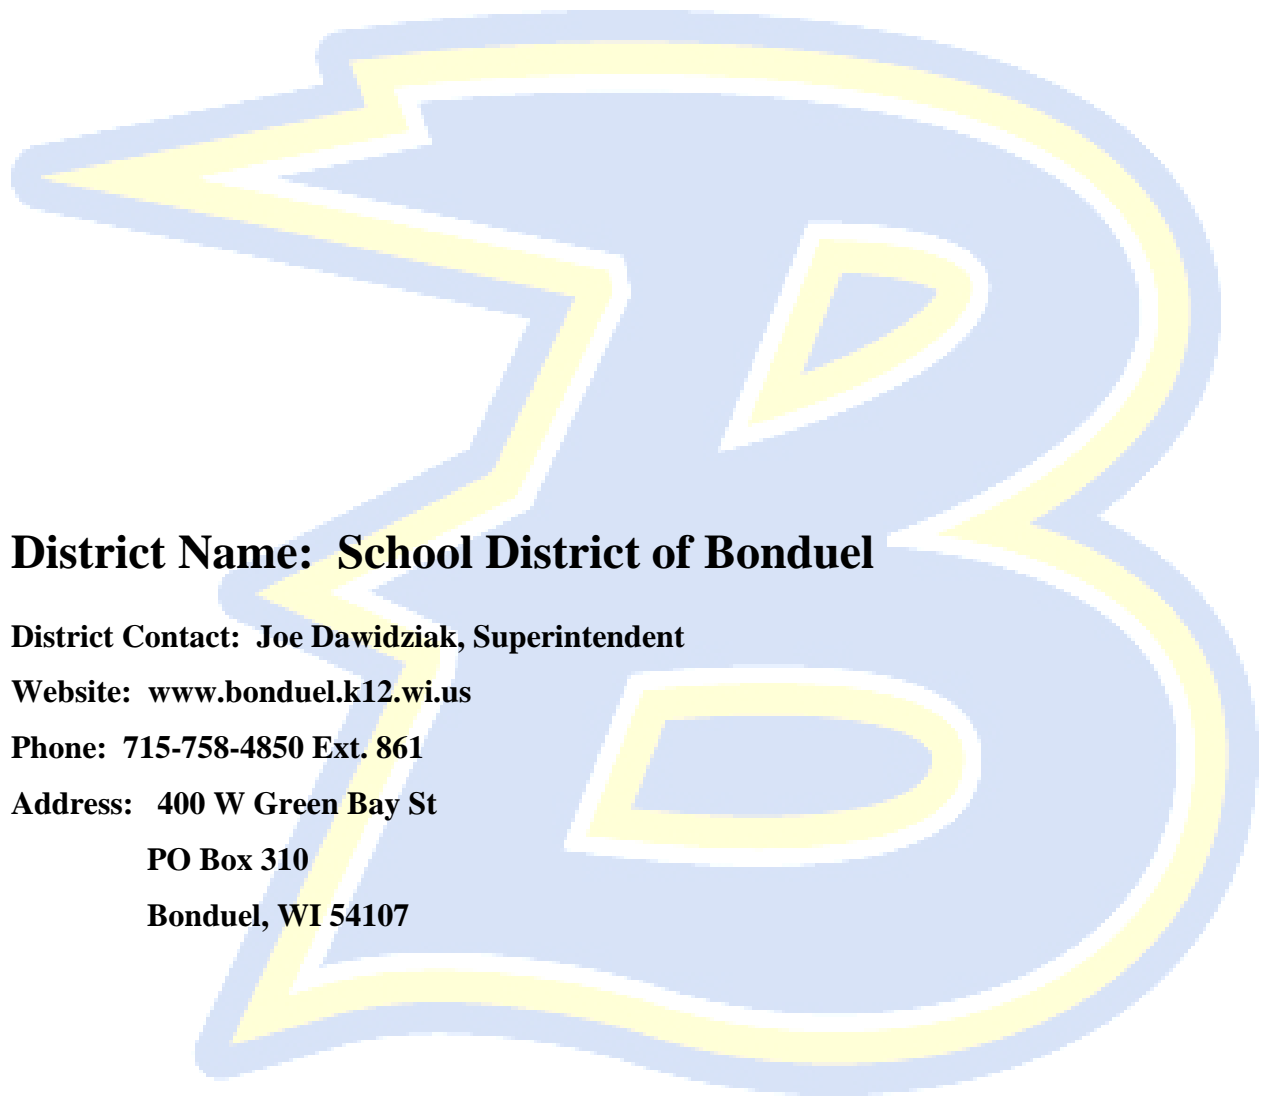 District Name: School District of Bonduel
District Contact: Joe Dawidziak, Superintendent
Website: www.bonduel.k12.wi.us
Phone: 715-758-4850 Ext. 861
Address: 400 W Green Bay St
PO Box 310
Bonduel, WI 54107